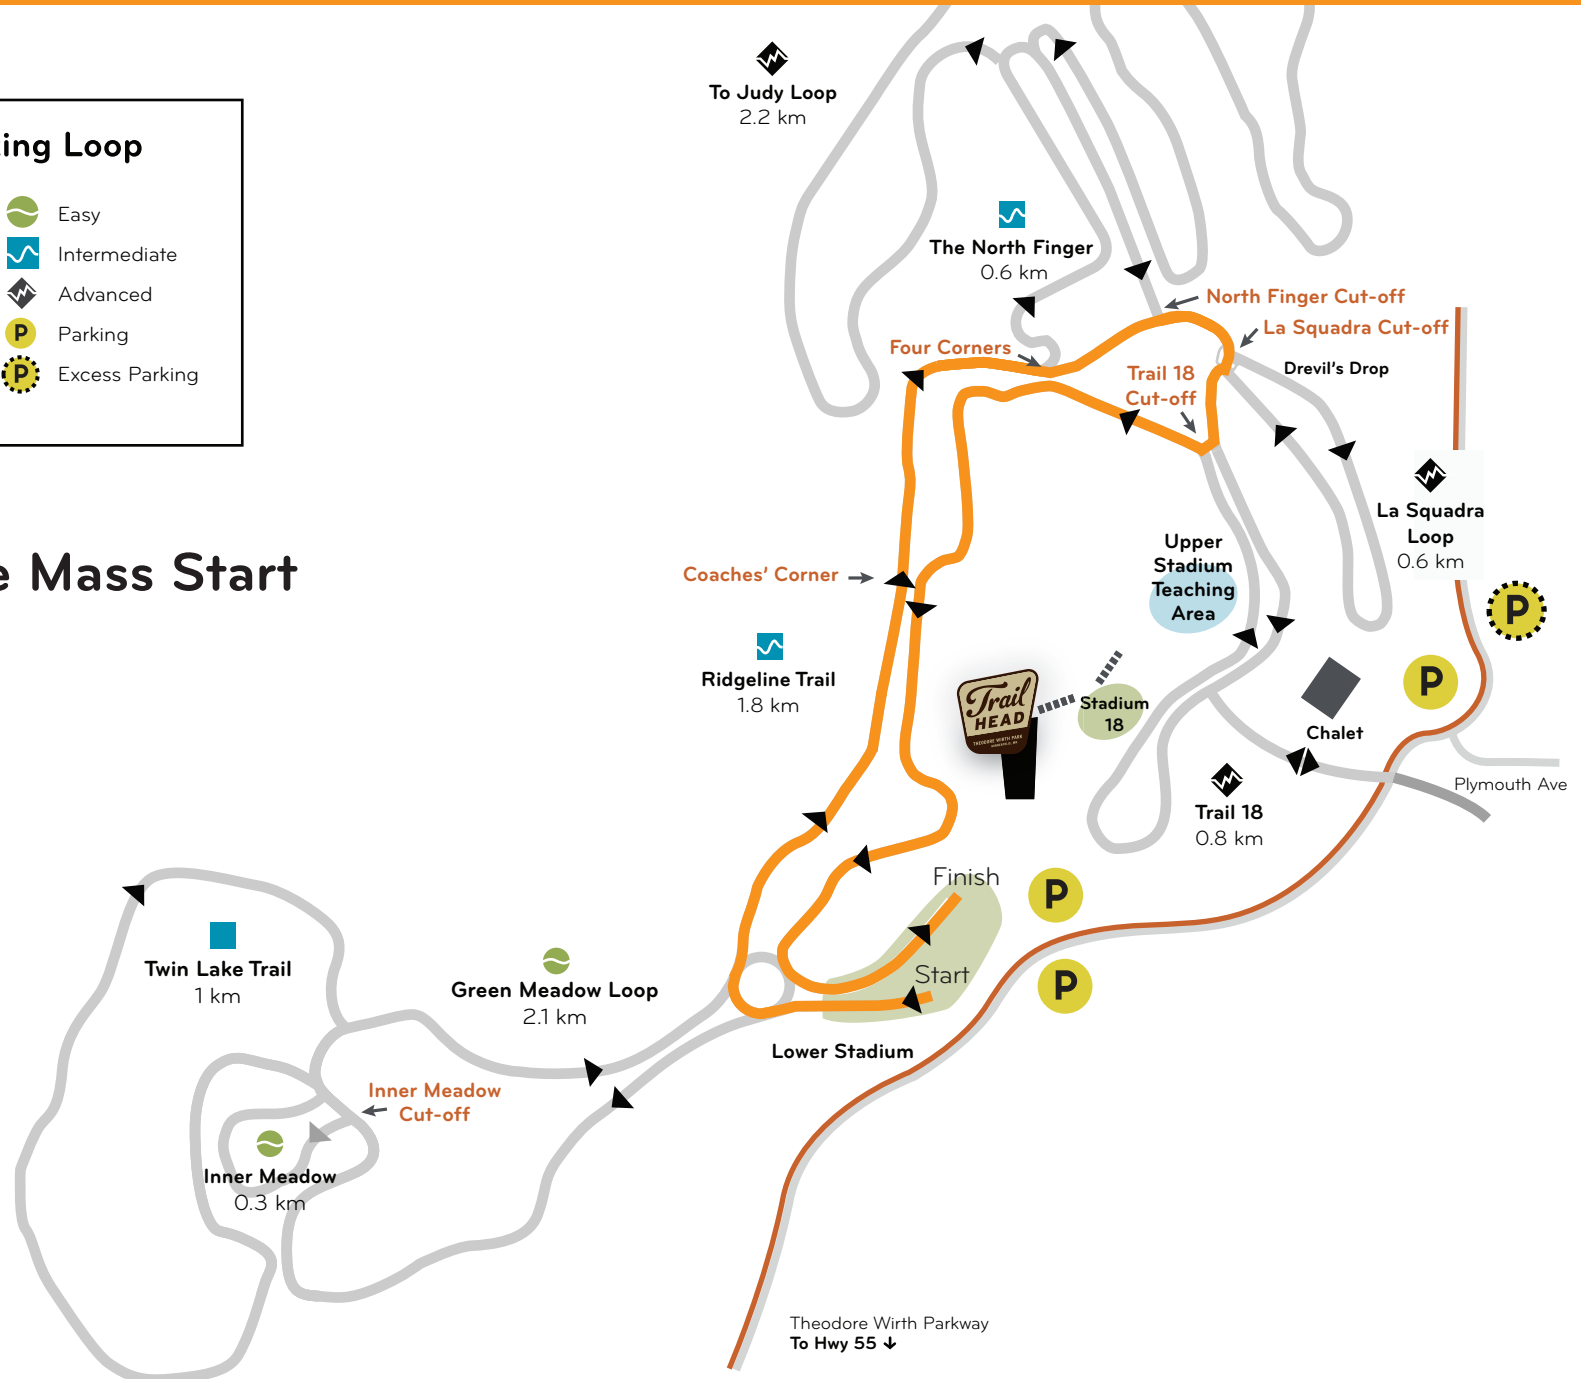 ing Loop
Easy
Intermediate
Advanced
P
Parking
P
Excess Parking
e Mass Start
To Judy Loop
2.2 km
The North Finger
0.6 km
North Finger Cut-off
La Squadra Cut-off
Four Corners
Drevil's Drop
Trail 18
Cut-off
La Squadra
Loop
0.6 km
Upper
Stadium
Teaching
Area
Coaches' Corner
P
Ridgeline Trail
1.8 km
Trail
HEAD
THEODORE WIRTH PARK
Stadium
18
P
Chalet
Plymouth Ave
Trail 18
0.8 km
Finish
P
Start
P
Lower Stadium
Twin Lake Trail
1 km
Green Meadow Loop
2.1 km
Inner Meadow
Cut-off
Inner Meadow
0.3 km
Theodore Wirth Parkway
To Hwy 55 ↓